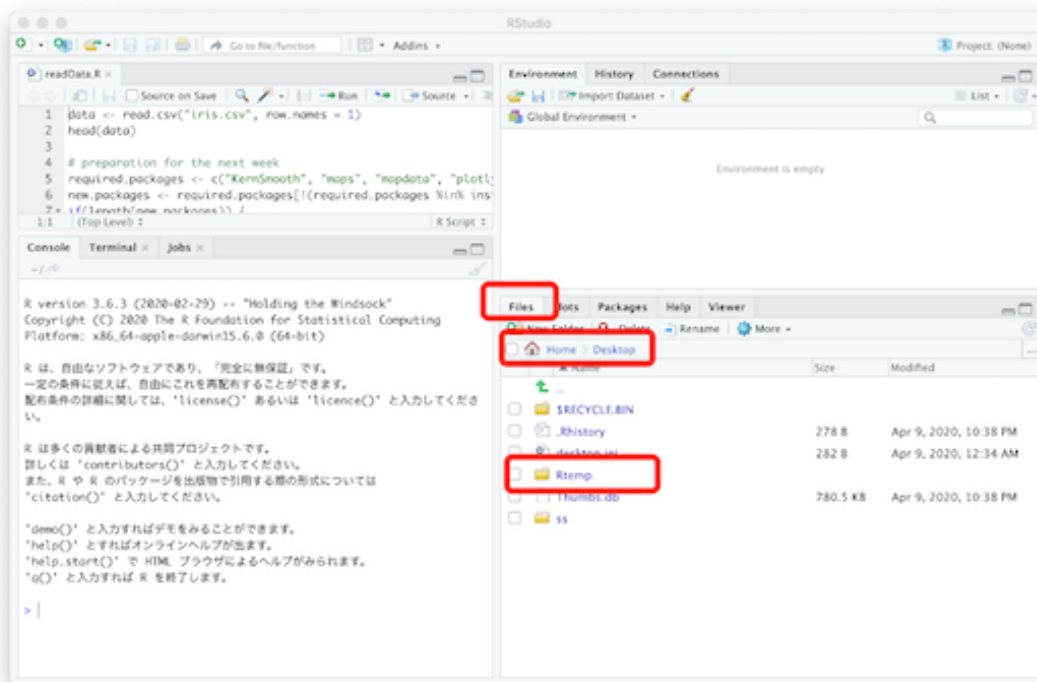 RStudio
Go to file/function
Addins
Project: (None)
readData.R
Source on Save
Run
Source
1 data <- read.csv("iris.csv", row.names = 1)
2 head(data)
3
4 # preparation for the next week
5 required.packages <- c("KernSmooth", "maps", "mapdata", "plotly
6 new.packages <- required.packages[!(required.packages %in% ins
7 if(length(new.packages)) {
1:1 (Top Level) R Script
Console Terminal Jobs
~/
R version 3.6.3 (2020-02-29) -- "Holding the Windsock"
Copyright (C) 2020 The R Foundation for Statistical Computing
Platform: x86_64-apple-darwin15.6.0 (64-bit)
R は、自由なソフトウェアであり、「完全に無保証」です。
一定の条件に従えば、自由にこれを再配布することができます。
配布条件の詳細に関しては、'license()' あるいは 'licence()' と入力してくださ
い。
R は多くの貢献者による共同プロジェクトです。
詳しくは 'contributors()' と入力してください。
また、R や R のパッケージを出版物で引用する際の形式については
'citation()' と入力してください。
'demo()' と入力すればデモをみることができます。
'help()' とすればオンラインヘルプが出ます。
'help.start()' で HTML ブラウザによるヘルプがみられます。
'q()' と入力すれば R を終了します。
>
Environment History Connections
Import Dataset
List
Global Environment
Environment is empty
Files Plots Packages Help Viewer
New Folder Delete Rename More
Home Desktop
Name Size Modified
..
$RECYCLE.BIN
.Rhistory 278 B Apr 9, 2020, 10:38 PM
desktop.ini 282 B Apr 9, 2020, 12:34 AM
Rtemp
Thumbs.db 780.5 KB Apr 9, 2020, 10:38 PM
ss